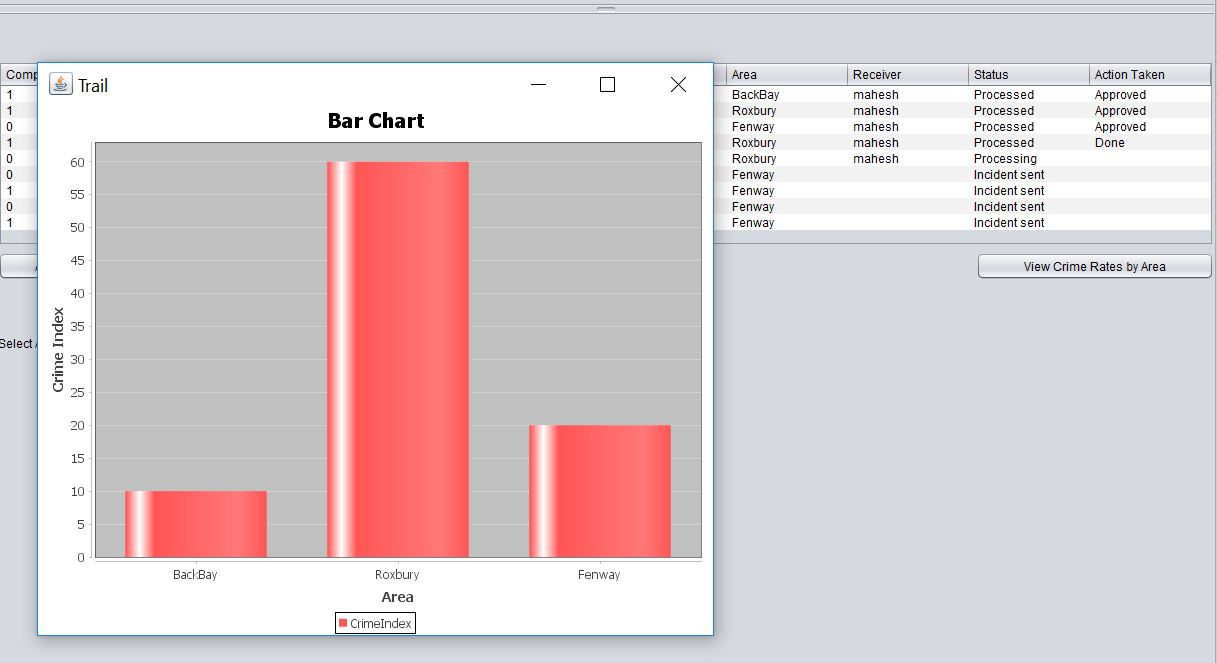 Trail
Bar Chart
60
55
50
45
40
35
30
25
20
15
10
5
0
Crime Index
BackBay Roxbury Fenway
Area
CrimeIndex
Area Receiver Status Action Taken
1 BackBay mahesh Processed Approved
1 Roxbury mahesh Processed Approved
0 Fenway mahesh Processed Approved
1 Roxbury mahesh Processed Done
0 Roxbury mahesh Processing
0 Fenway Incident sent
1 Fenway Incident sent
0 Fenway Incident sent
1 Fenway Incident sent
View Crime Rates by Area
Select